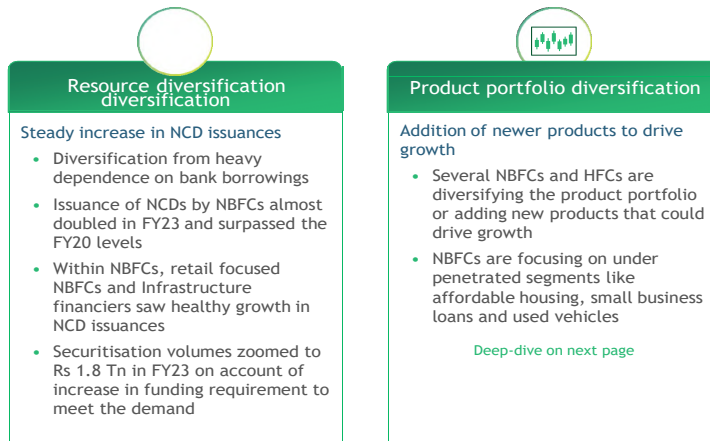 Resource diversification
diversification
Steady increase in NCD issuances
• Diversification from heavy
dependence on bank borrowings
• Issuance of NCDs by NBFCs almost
doubled in FY23 and surpassed the
FY20 levels
• Within NBFCs, retail focused
NBFCs and Infrastructure
financiers saw healthy growth in
NCD issuances
• Securitisation volumes zoomed to
Rs 1.8 Tn in FY23 on account of
increase in funding requirement to
meet the demand
Product portfolio diversification
Addition of newer products to drive
growth
• Several NBFCs and HFCs are
diversifying the product portfolio
or adding new products that could
drive growth
• NBFCs are focusing on under
penetrated segments like
affordable housing, small business
loans and used vehicles
Deep-dive on next page